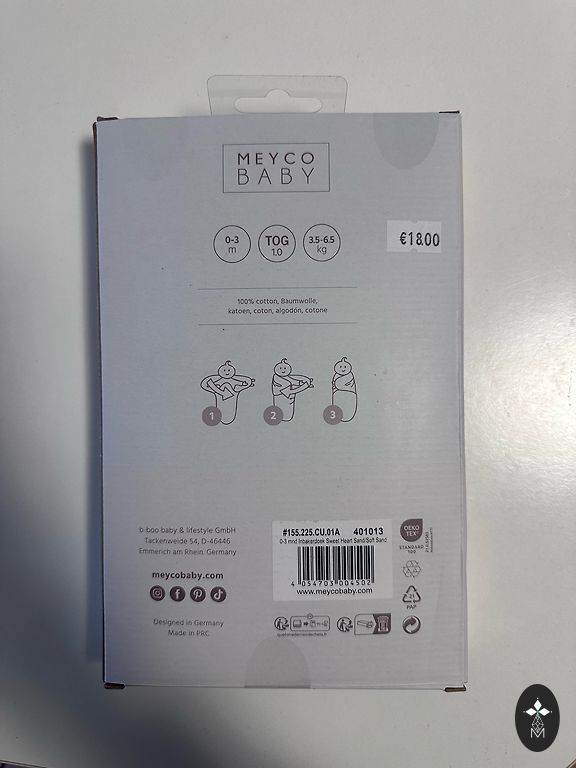 MEYCO
BABY
0-3
m
TOG
1.0
3.5-6.5
kg
€18.00
100% cotton, Baumwolle,
katoen, coton, algodón, cotone
1
2
3
b-boo baby & lifestyle GmbH
Tackenweide 54, D-46446
Emmerich am Rhein. Germany
meycobaby.com
Designed in Germany
Made in PRC
#155.225.CU.01A 401013
0-3 mnd Inbakerdoek Sweet Heart Sand/Soft Sand
4 054703 004502
www.meycobaby.com
OEKO
TEX®
STANDARD
100
21
PAP
M